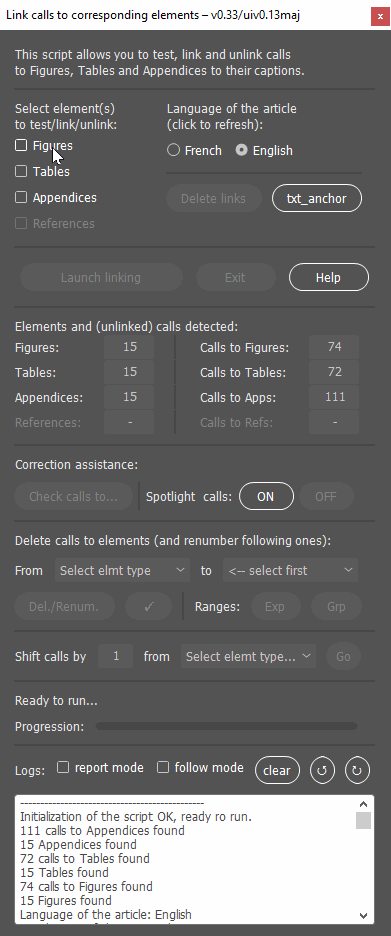 Link calls to corresponding elements – v0.33/uiv0.13maj x
This script allows you to test, link and unlink calls
to Figures, Tables and Appendices to their captions.
Select element(s)
to test/link/unlink:
Language of the article
(click to refresh):
Figures
French English
Tables
Appendices
Delete links txt_anchor
References
Launch linking Exit Help
Elements and (unlinked) calls detected:
Figures: 15 Calls to Figures: 74
Tables: 15 Calls to Tables: 72
Appendices: 15 Calls to Apps: 111
References: - Calls to Refs: -
Correction assistance:
Check calls to... Spotlight calls: ON OFF
Delete calls to elements (and renumber following ones):
From Select elmt type to <-- select first
Del./Renum. ✓ Ranges: Exp Grp
Shift calls by 1 from Select elemt type... Go
Ready to run...
Progression:
Logs: report mode follow mode clear ↺ ↻
----------------------------------------------
Initialization of the script OK, ready ro run.
111 calls to Appendices found
15 Appendices found
72 calls to Tables found
15 Tables found
74 calls to Figures found
15 Figures found
Language of the article: English